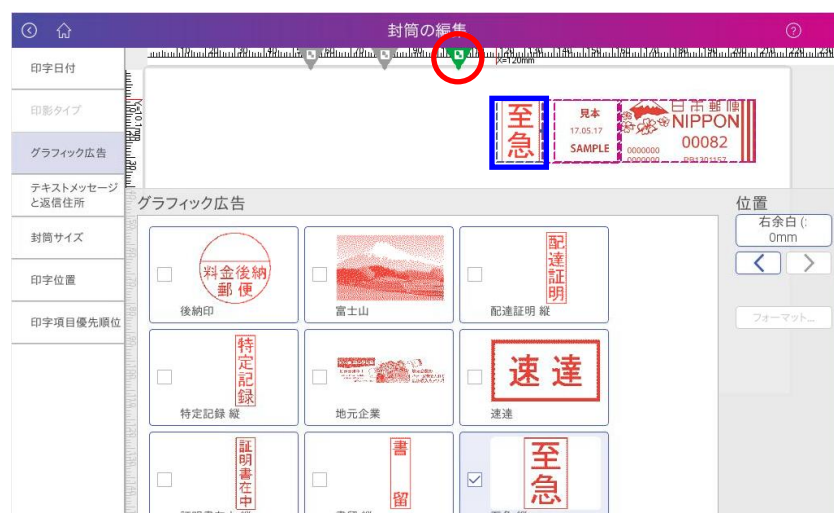 封筒の編集
印字日付
印影タイプ
グラフィック広告
テキストメッセージ
と返信住所
封筒サイズ
印字位置
印字項目優先順位
X=120mm
至急
見本
17.05.17
SAMPLE
日本郵便
NIPPON
00082
0000000
0000000
PB1301157
グラフィック広告
料金後納
郵便
後納印
富士山
配達証明
配達証明 縦
特定記録
特定記録 縦
地元企業
速達
速達
証明書在中
書留
至急
位置
右余白 (:
0mm
フォーマット...